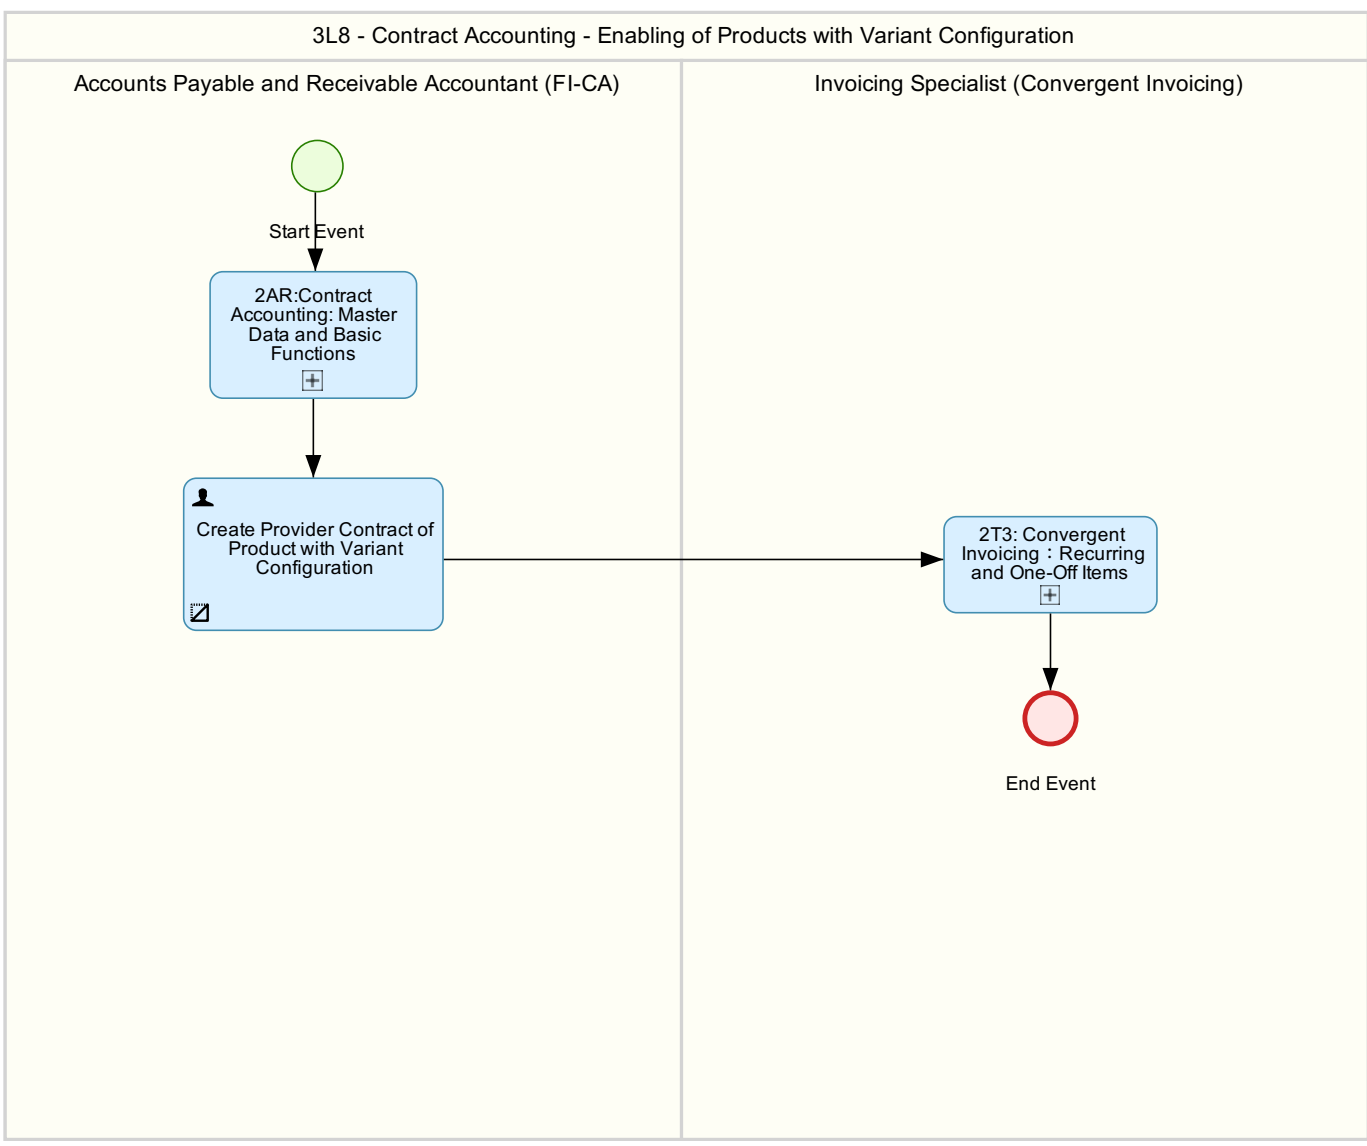 3L8 - Contract Accounting - Enabling of Products with Variant Configuration
Accounts Payable and Receivable Accountant (FI-CA)
Invoicing Specialist (Convergent Invoicing)
Start Event
2AR:Contract
Accounting: Master
Data and Basic
Functions
Create Provider Contract of
Product with Variant
Configuration
2T3: Convergent
Invoicing：Recurring
and One-Off Items
End Event